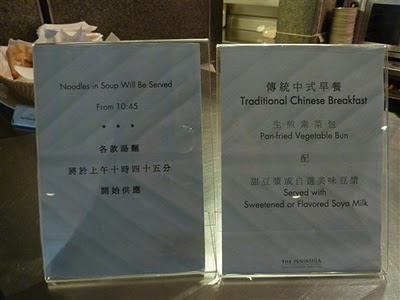 Noodles in Soup Will Be Served
From 10:45
* * *
各款湯麵
將於上午十時四十五分
開始供應
傳統中式早餐
Traditional Chinese Breakfast
生煎素菜包
Pan-fried Vegetable Bun
配
甜豆漿或自選美味豆漿
Served with
Sweetened or Flavored Soya Milk
THE PENINSULA